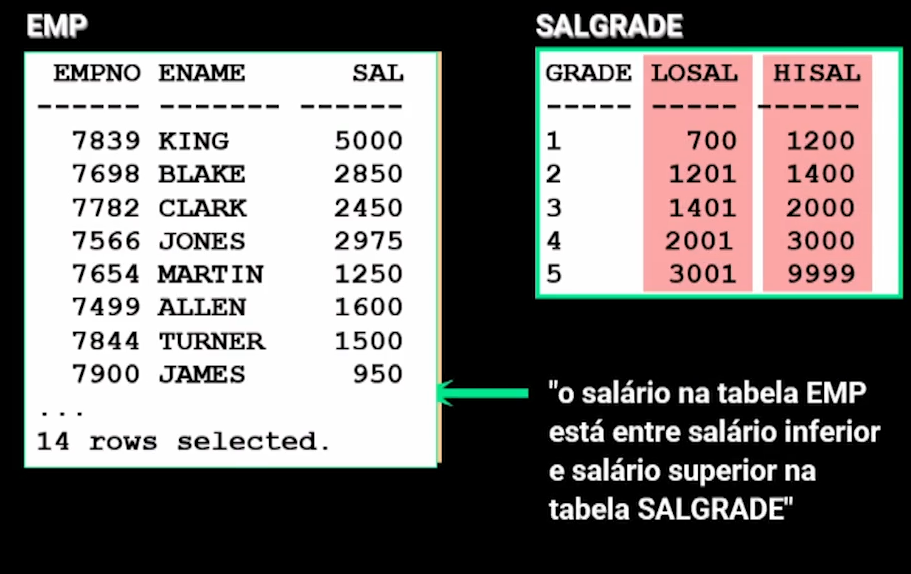 EMP
EMPNO ENAME SAL
------ ------- ------
7839 KING 5000
7698 BLAKE 2850
7782 CLARK 2450
7566 JONES 2975
7654 MARTIN 1250
7499 ALLEN 1600
7844 TURNER 1500
7900 JAMES 950
...
14 rows selected.
SALGRADE
GRADE LOSAL HISAL
----- ----- ------
1 700 1200
2 1201 1400
3 1401 2000
4 2001 3000
5 3001 9999
"o salário na tabela EMP
está entre salário inferior
e salário superior na
tabela SALGRADE"